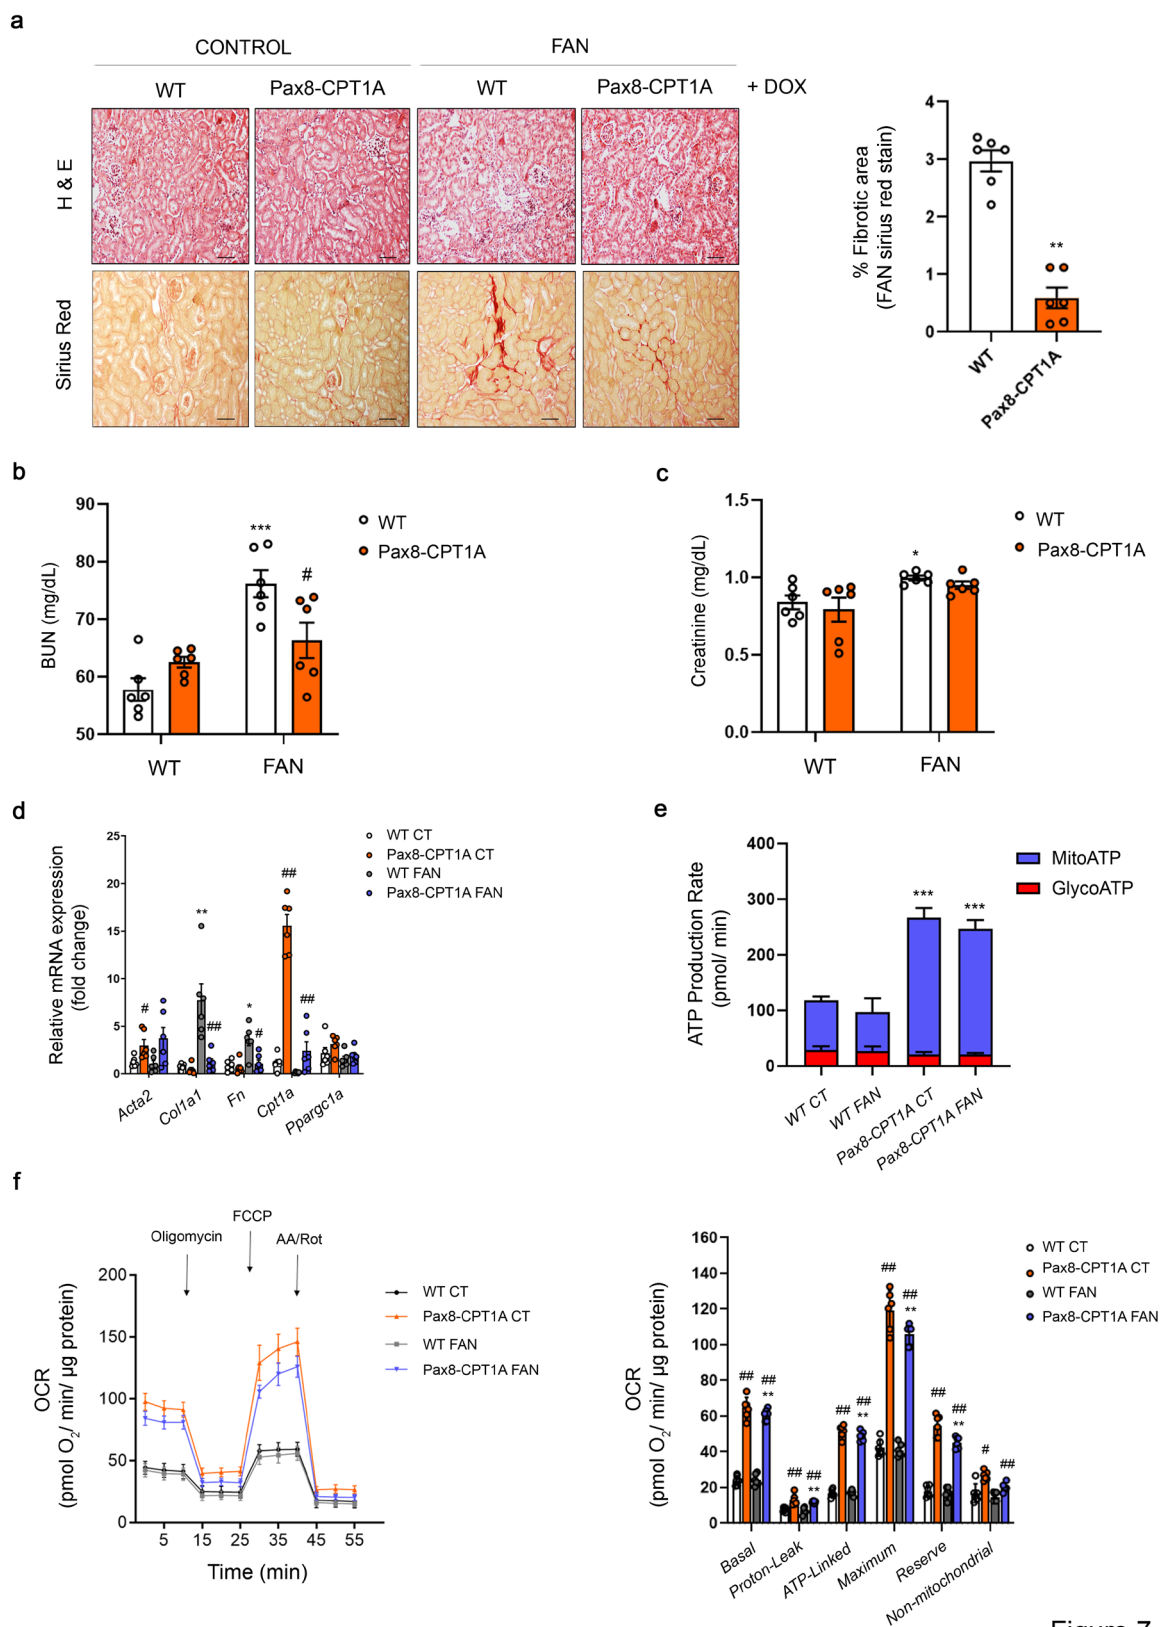 a
CONTROL
FAN
WT
Pax8-CPT1A
WT
Pax8-CPT1A
+ DOX
H & E
Sirius Red
% Fibrotic area
(FAN sirius red stain)
4
3
2
1
0
**
WT
Pax8-CPT1A
b
BUN (mg/dL)
90
80
70
60
50
***
#
WT
FAN
WT
Pax8-CPT1A
c
Creatinine (mg/dL)
1.5
1.0
0.5
0.0
*
WT
FAN
WT
Pax8-CPT1A
d
Relative mRNA expression
(fold change)
25
20
15
10
5
0
#
**
##
*
#
##
##
Acta2
Col1a1
Fn
Cpt1a
Ppargc1a
WT CT
Pax8-CPT1A CT
WT FAN
Pax8-CPT1A FAN
e
ATP Production Rate
(pmol/ min)
400
300
200
100
0
***
***
WT CT
WT FAN
Pax8-CPT1A CT
Pax8-CPT1A FAN
MitoATP
GlycoATP
f
Oligomycin
FCCP
AA/Rot
OCR
(pmol O2/ min/ µg protein)
200
150
100
50
0
5 15 25 35 45 55
Time (min)
WT CT
Pax8-CPT1A CT
WT FAN
Pax8-CPT1A FAN
OCR
(pmol O2/ min/ µg protein)
160
140
120
100
80
60
40
20
0
##
##
**
##
##
**
##
##
**
##
##
**
##
##
**
#
##
Basal
Proton-Leak
ATP-Linked
Maximum
Reserve
Non-mitochondrial
WT CT
Pax8-CPT1A CT
WT FAN
Pax8-CPT1A FAN